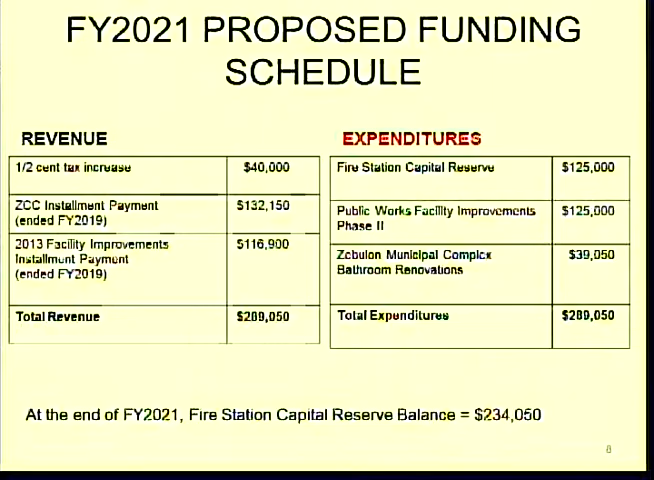 FY2021 PROPOSED FUNDING
SCHEDULE
REVENUE
1/2 cent tax increase $40,000
ZCC Installment Payment $132,150
(ended FY2019)
2013 Facility Improvements $116,900
Installment Payment
(ended FY2019)
Total Revenue $289,050
EXPENDITURES
Fire Station Capital Reserve $125,000
Public Works Facility Improvements $125,000
Phase II
Zebulon Municipal Complex $39,050
Bathroom Renovations
Total Expenditures $289,050
At the end of FY2021, Fire Station Capital Reserve Balance = $234,050
8